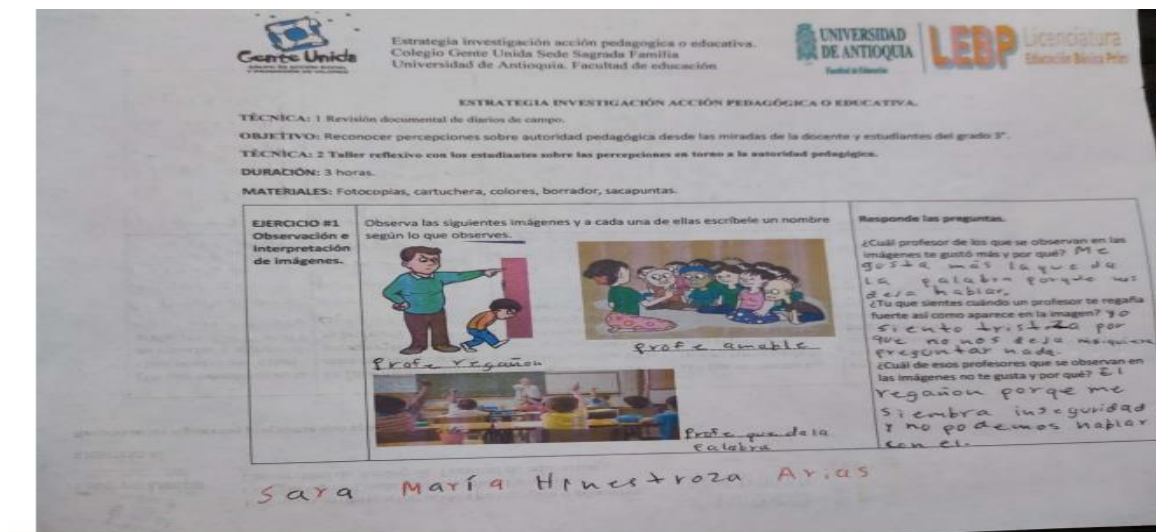 Gente Unida
Estrategia investigación acción pedagogica o educativa.
Colegio Gente Unida Sede Sagrada Familia
Universidad de Antioquia. Facultad de educación
UNIVERSIDAD
DE ANTIOQUIA
Facultad de Educación
LEBP
Licenciatura
Educación Básica Prim
ESTRATEGIA INVESTIGACIÓN ACCIÓN PEDAGÓGICA O EDUCATIVA.
TÉCNICA: 1 Revisión documental de diarios de campo.
OBJETIVO: Reconocer percepciones sobre autoridad pedagógica desde las miradas de la docente y estudiantes del grado 3°.
TÉCNICA: 2 Taller reflexivo con los estudiantes sobre las percepciones en torno a la autoridad pedagógica.
DURACIÓN: 3 horas.
MATERIALES: Fotocopias, cartuchera, colores, borrador, sacapuntas.
EJERCICIO #1
Observación e
interpretación
de imágenes.
Observa las siguientes imágenes y a cada una de ellas escríbele un nombre
según lo que observes.
Profe regañon
profe amable
Profe que da la
palabra
Responde las preguntas.
¿Cuál profesor de los que se observan en las
imágenes te gustó más y por qué? Me
gosta más la que da
la palabra porque nos
deja hablar.
¿Tu que sientes cuándo un profesor te regaña
fuerte así como aparece en la imagen? yo
siento tristeza por
que no nos deja nisiquiera
preguntar nada.
¿Cuál de esos profesores que se observan en
las imágenes no te gusta y por qué? El
regañon porque me
siembra inseguridad
y no podemos hablar
con el.
Sara María Hinestroza Arias